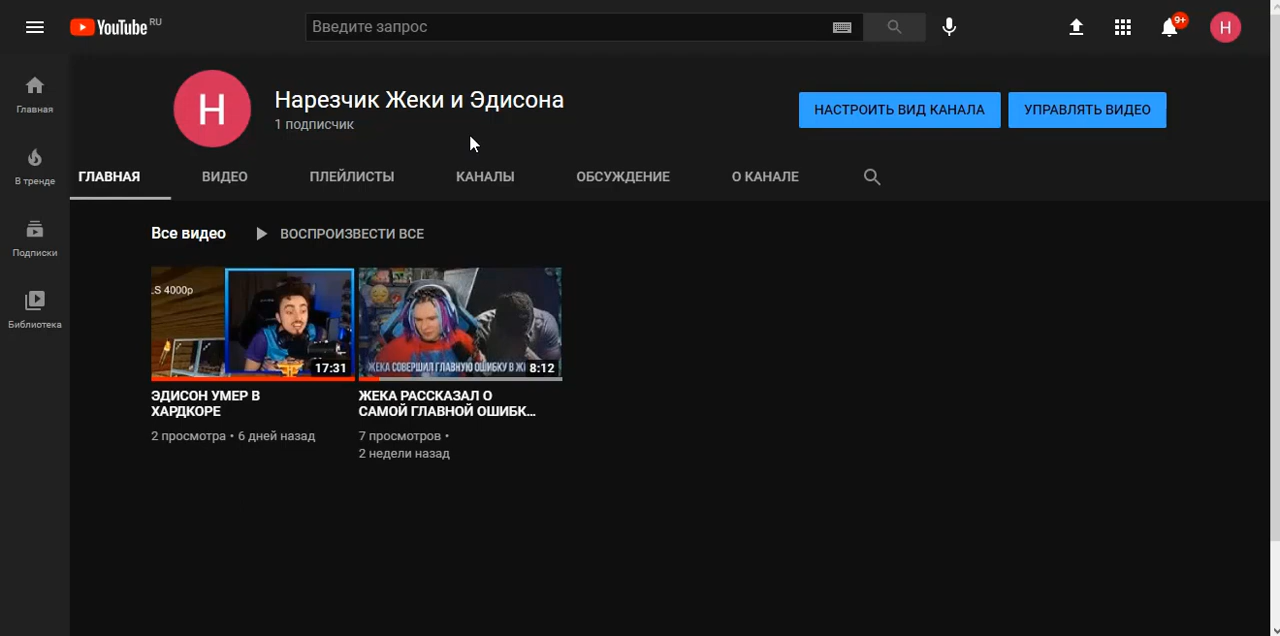 YouTube RU
Введите запрос
9+
Н
Главная
В тренде
Подписки
Библиотека
Н
Нарезчик Жеки и Эдисона
1 подписчик
НАСТРОИТЬ ВИД КАНАЛА
УПРАВЛЯТЬ ВИДЕО
ГЛАВНАЯ
ВИДЕО
ПЛЕЙЛИСТЫ
КАНАЛЫ
ОБСУЖДЕНИЕ
О КАНАЛЕ
Все видео
ВОСПРОИЗВЕСТИ ВСЕ
.S 4000р
17:31
ЖЕКА СОВЕРШИЛ ГЛАВНУЮ ОШИБКУ В ЖИ
8:12
ЭДИСОН УМЕР В
ХАРДКОРЕ
2 просмотра • 6 дней назад
ЖЕКА РАССКАЗАЛ О
САМОЙ ГЛАВНОЙ ОШИБК...
7 просмотров •
2 недели назад